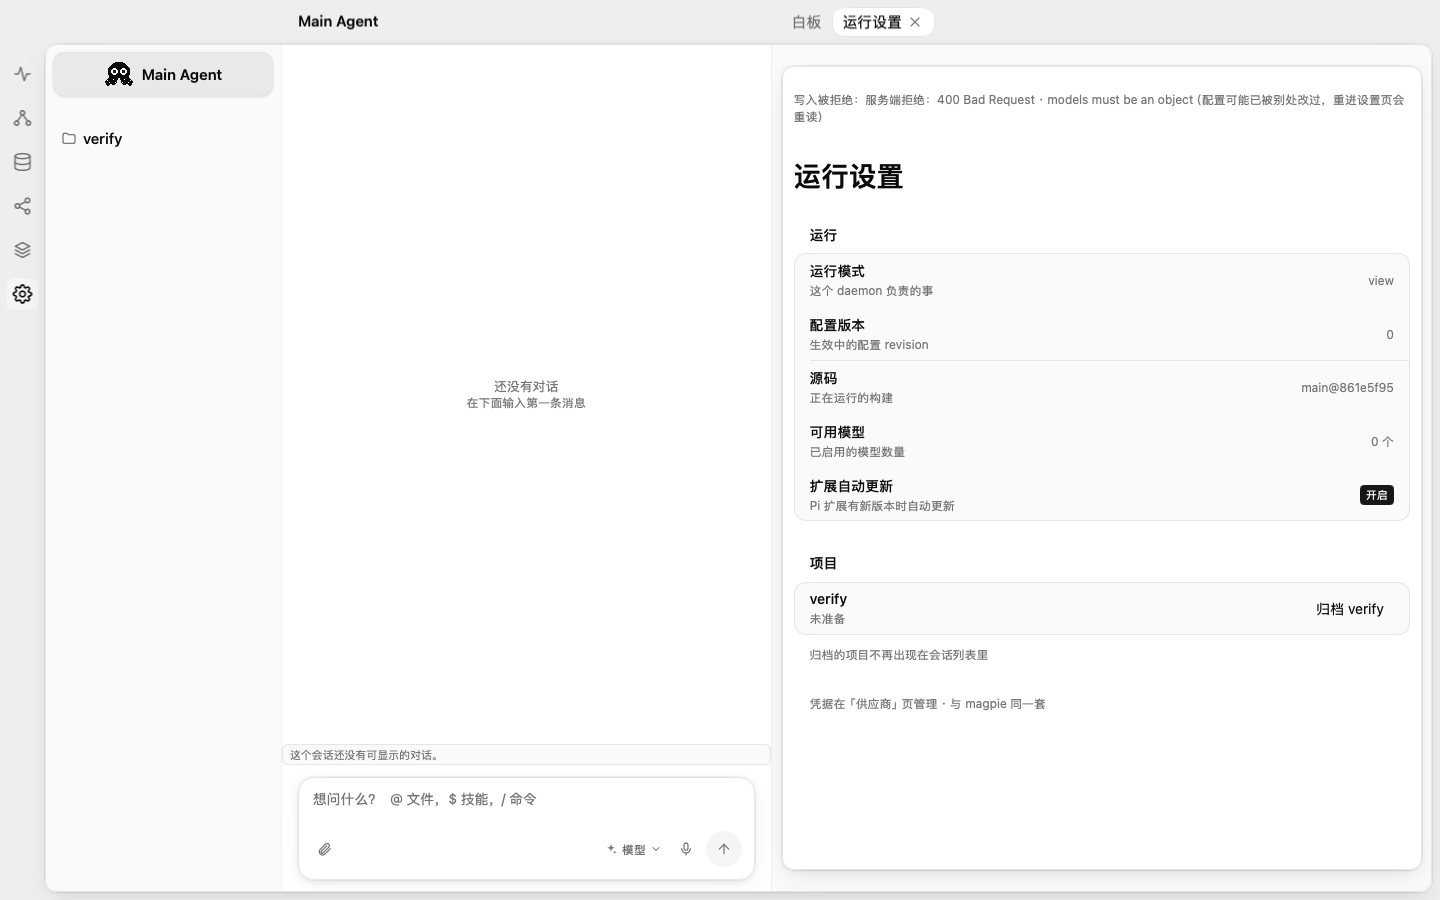 Main Agent
白板
运行设置
Main Agent
verify
还没有对话
在下面输入第一条消息
这个会话还没有可显示的对话。
想问什么? @ 文件, $ 技能, / 命令
模型
写入被拒绝: 服务端拒绝: 400 Bad Request · models must be an object (配置可能已被别处改过, 重进设置页会
重读)
运行设置
运行
运行模式
这个 daemon 负责的事
view
配置版本
生效中的配置 revision
0
源码
正在运行的构建
main@861e5f95
可用模型
已启用的模型数量
0 个
扩展自动更新
Pi 扩展有新版本时自动更新
开启
项目
verify
未准备
归档 verify
归档的项目不再出现在会话列表里
凭据在「供应商」页管理 · 与 magpie 同一套